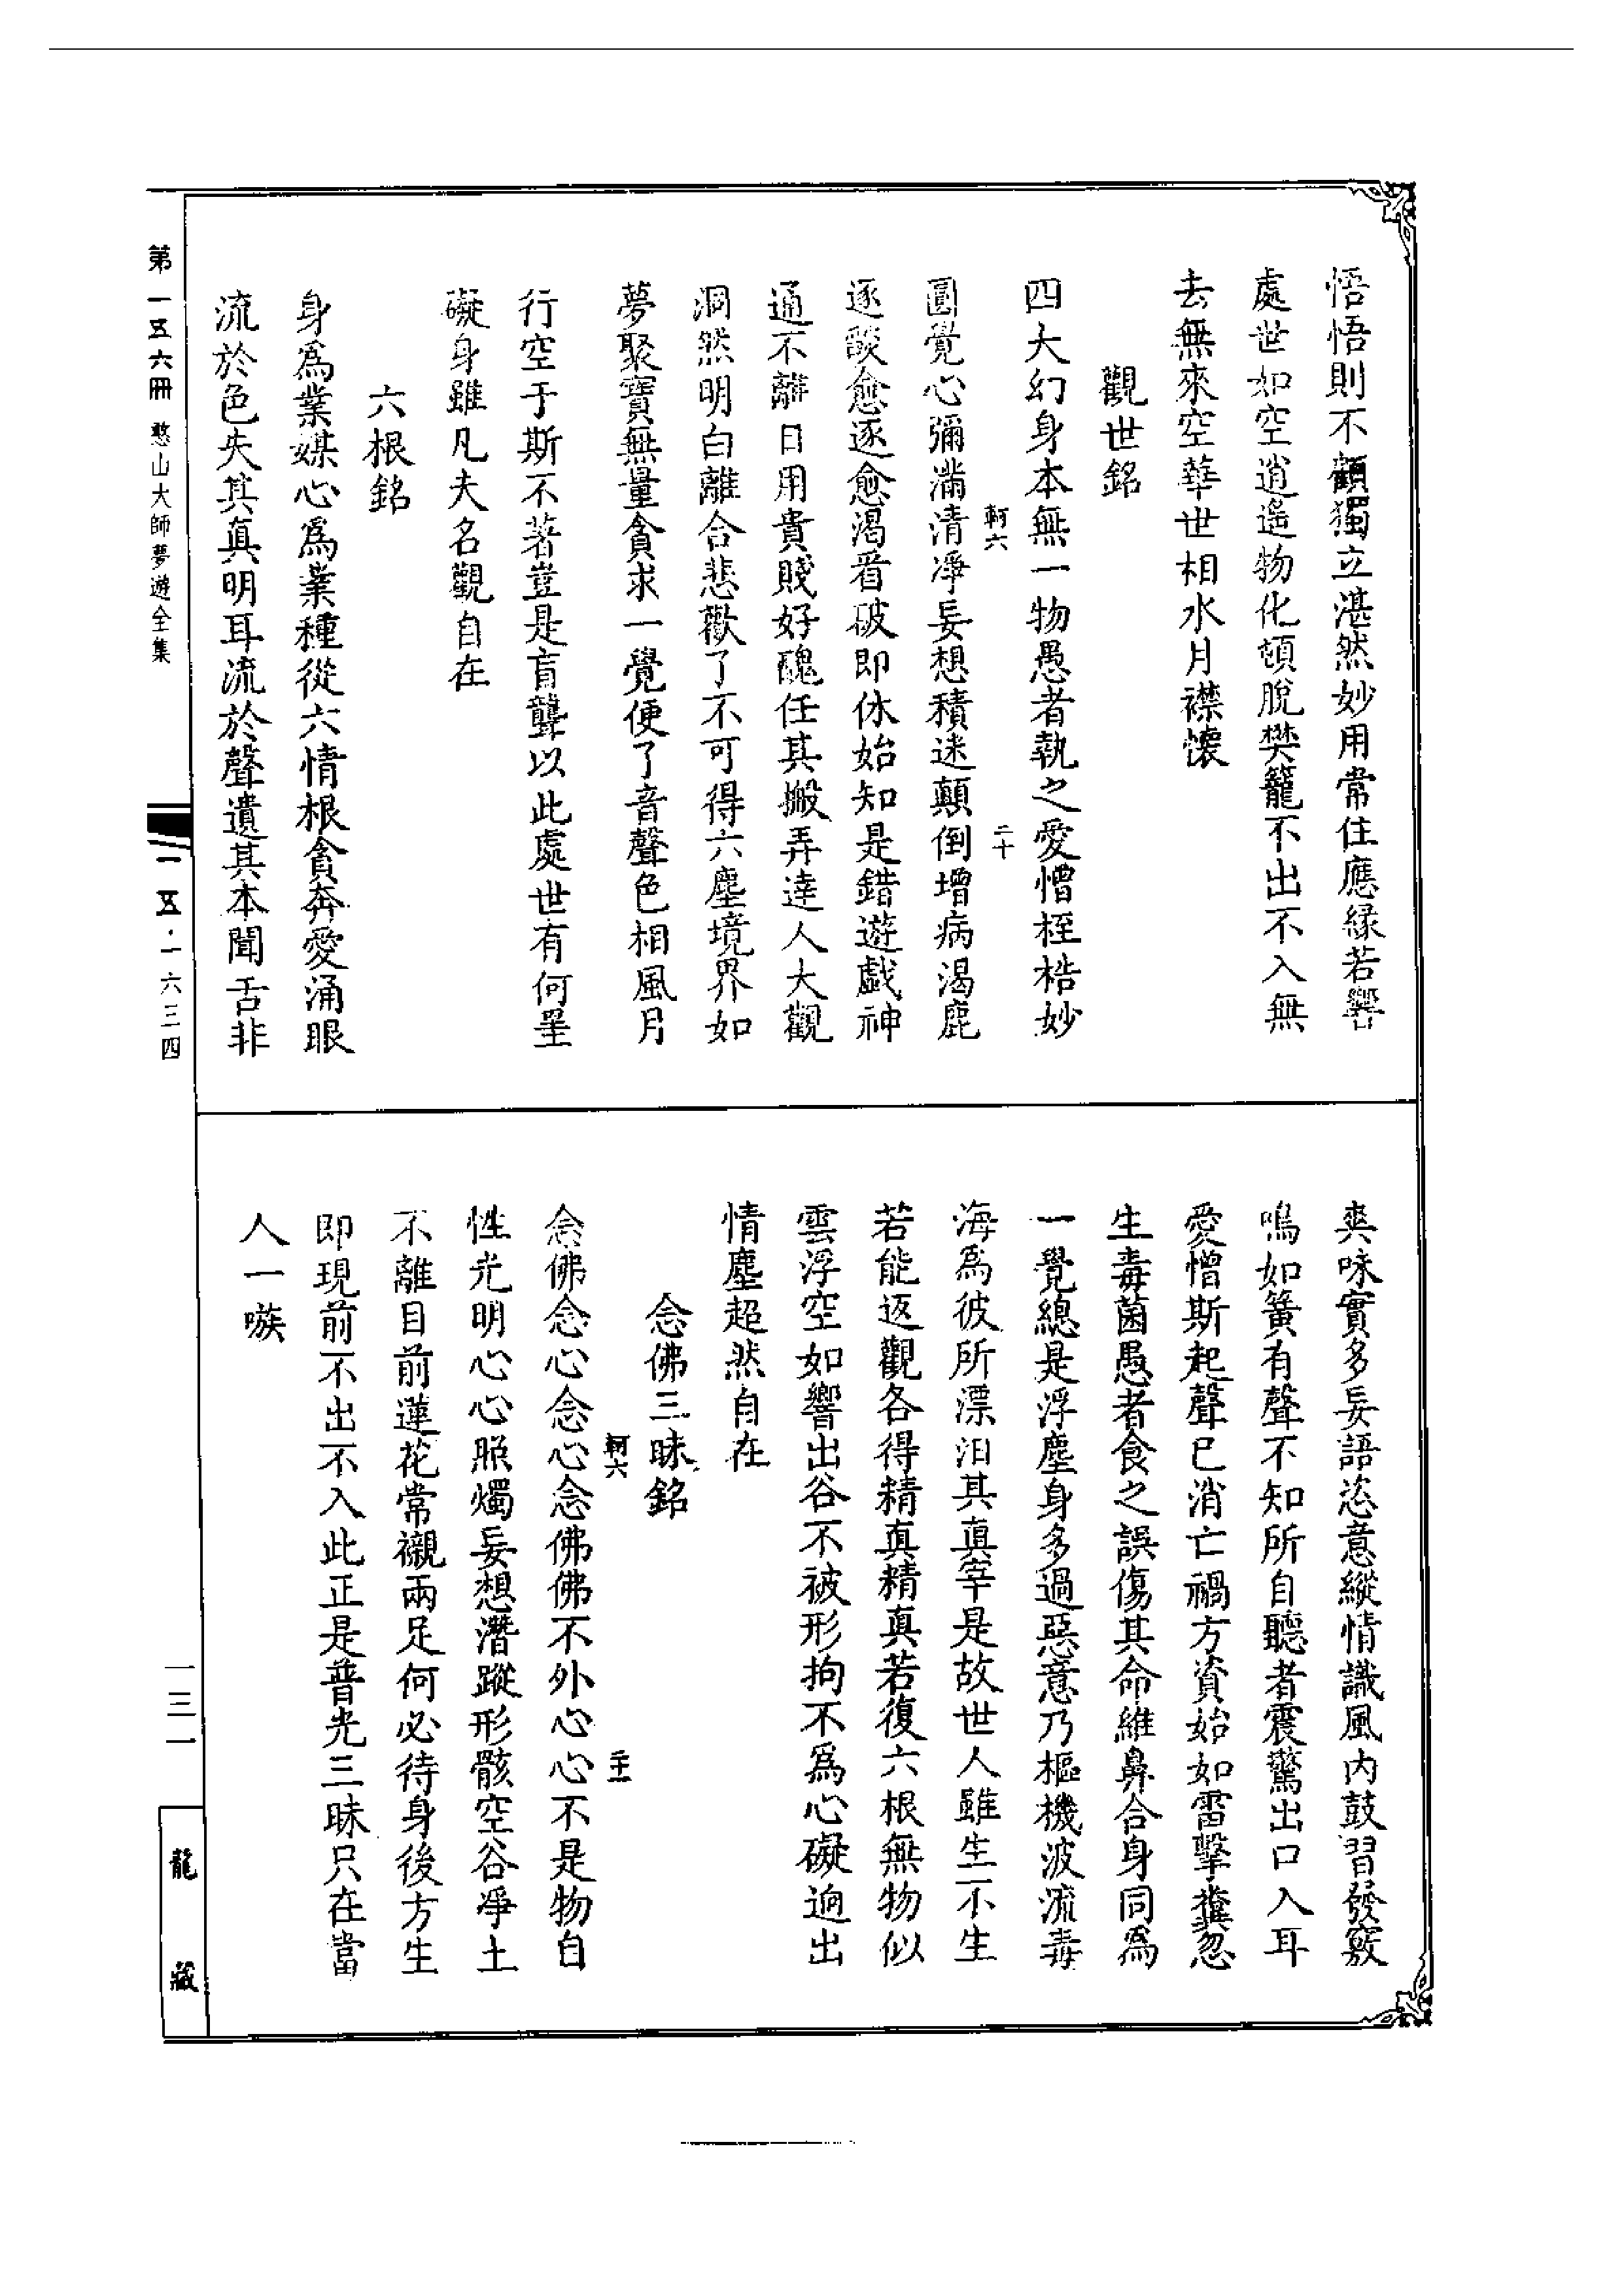 悟悟則不顧獨立湛然妙用常住應緣若響
處世如空逍遙物化頓脫樊籠不出不入無
去無來空華世相水月襟懷
觀世銘
四大幻身本無一物愚者執之愛憎桎梏妙
軻六
二十
圓覺心彌滿清淨妄想積迷顛倒增病渴鹿
逐燄愈逐愈渴看破即休始知是錯遊戲神
通不離日用貴賤好醜任其搬弄達人大觀
洞然明白離合悲歡了不可得六塵境界如
夢聚寶無量貪求一覺便了音聲色相風月
行空于斯不著豈是盲聾以此處世有何罣
礙身雖凡夫名觀自在
六根銘
身為業媒心為業種從六情根貪奔愛涌眼
流於色失其真明耳流於聲遺其本聞舌非
爽味實多妄語恣意縱情識風內鼓習發竅
鳴如簧有聲不知所自聽者震驚出口入耳
愛憎斯起聲已消亡禍方資始如雷擊糞忽
生毒菌愚者食之誤傷其命維鼻合身同為
一覺總是浮塵身多過惡意乃樞機波流毒
海為彼所漂汩其真宰是故世人雖生不生
若能返觀各得精真精真若復六根無物似
雲浮空如響出谷不被形拘不為心礙逈出
情塵超然自在
念佛三昧銘
軻六
念佛念心念心念佛佛不外心心不是物自
性光明心心照燭妄想潛蹤形骸空谷淨土
不離目前蓮花常襯兩足何必待身後方生
即現前不出不入此正是普光三昧只在當
人一嗾
第一五六冊 憨山大師夢遊全集
一五·一六三四
一三一
龍藏